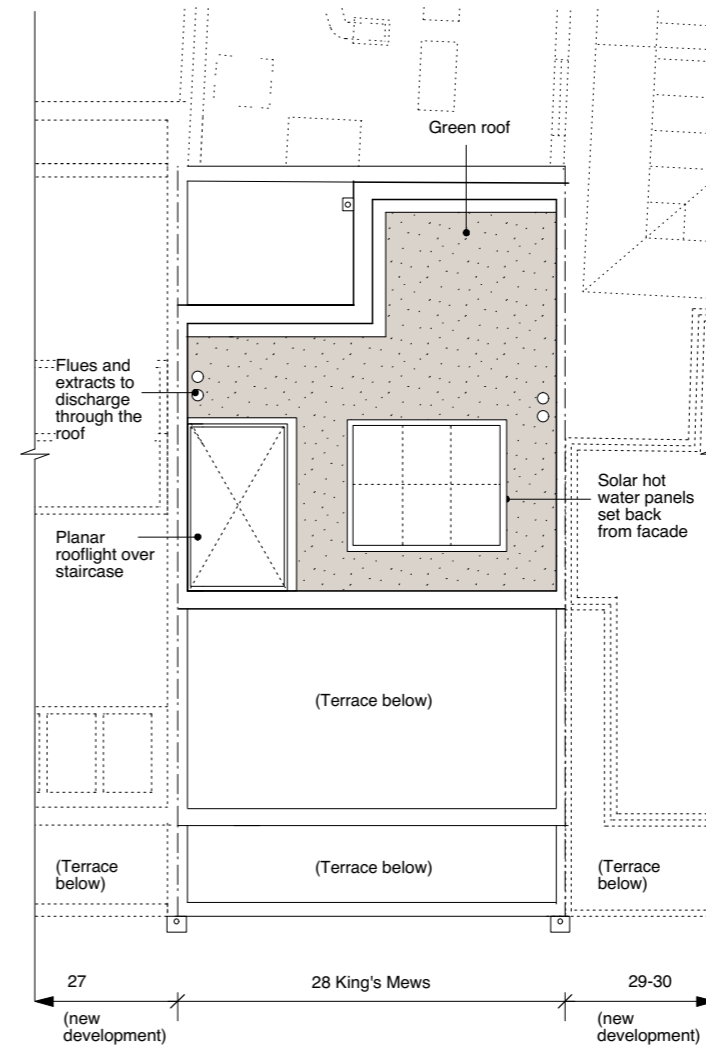 Green roof
Flues and
extracts to
discharge
through the
roof
Solar hot
water panels
set back
from facade
Planar
rooflight over
staircase
(Terrace below)
(Terrace
below)
(Terrace below)
(Terrace
below)
27
28 King's Mews
29-30
(new
development)
(new
development)